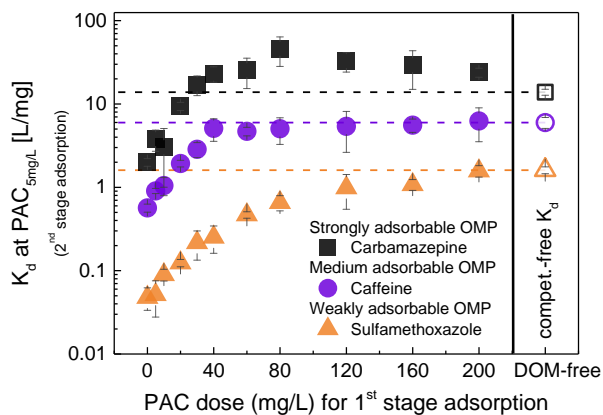 100
10
1
0.1
0.01
K_d at PAC_5mg/L [L/mg]
(2^nd stage adsorption)
Strongly adsorbable OMP
Carbamazepine
Medium adsorbable OMP
Caffeine
Weakly adsorbable OMP
Sulfamethoxazole
compet.-free K_d
0 40 80 120 160 200 DOM-free
PAC dose (mg/L) for 1^st stage adsorption